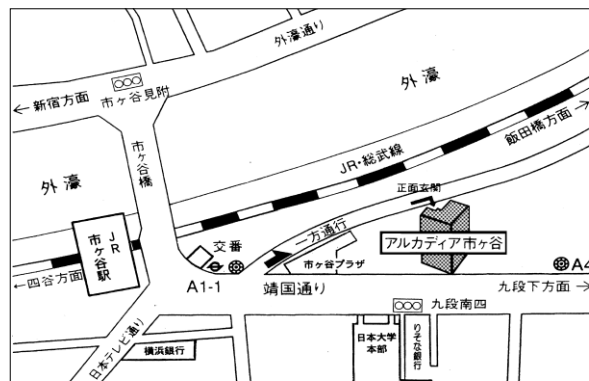 外濠通り
外濠
←新宿方面
市ヶ谷見附
飯田橋方面→
市ヶ谷橋
JR・総武線
外濠
正面玄関
一方通行
交番
アルカディア市ヶ谷
JR
市ヶ谷駅
市ヶ谷プラザ
A4
←四谷方面
A1-1
靖国通り
九段下方面→
九段南四
日本テレビ通り
横浜銀行
日本大学
本部
りそな銀行